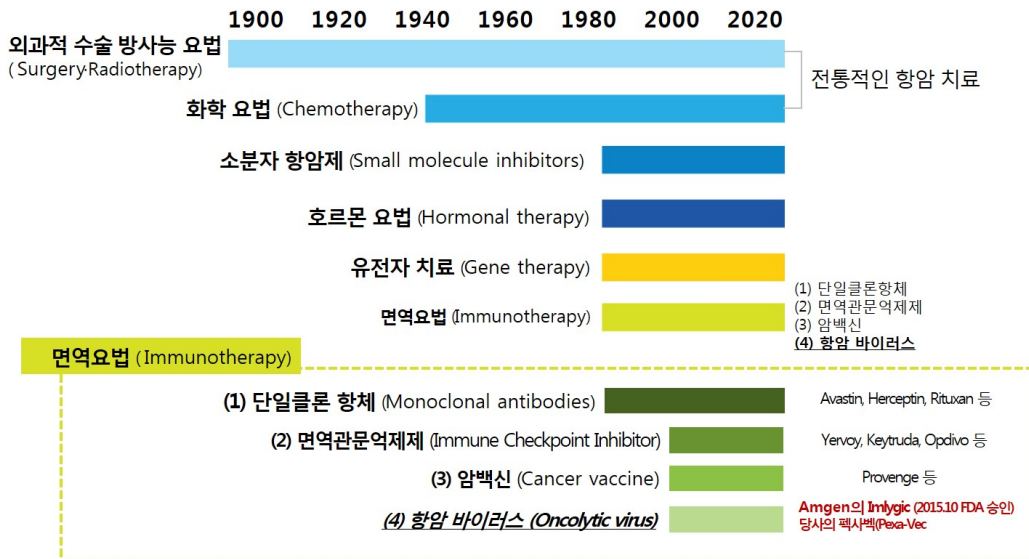 1900 1920 1940 1960 1980 2000 2020
외과적 수술 방사능 요법
( Surgery·Radiotherapy)
전통적인 항암 치료
화학 요법 (Chemotherapy)
소분자 항암제 (Small molecule inhibitors)
호르몬 요법 (Hormonal therapy)
유전자 치료 (Gene therapy)
면역요법 (Immunotherapy)
(1) 단일클론항체
(2) 면역관문억제제
(3) 암백신
(4) 항암 바이러스
면역요법 ( Immunotherapy)
(1) 단일클론 항체 (Monoclonal antibodies)
Avastin, Herceptin, Rituxan 등
(2) 면역관문억제제 (Immune Checkpoint Inhibitor)
Yervoy, Keytruda, Opdivo 등
(3) 암백신 (Cancer vaccine)
Provenge 등
(4) 항암 바이러스 (Oncolytic virus)
Amgen의 Imlygic (2015.10 FDA 승인)
당사의 펙사벡(Pexa-Vec